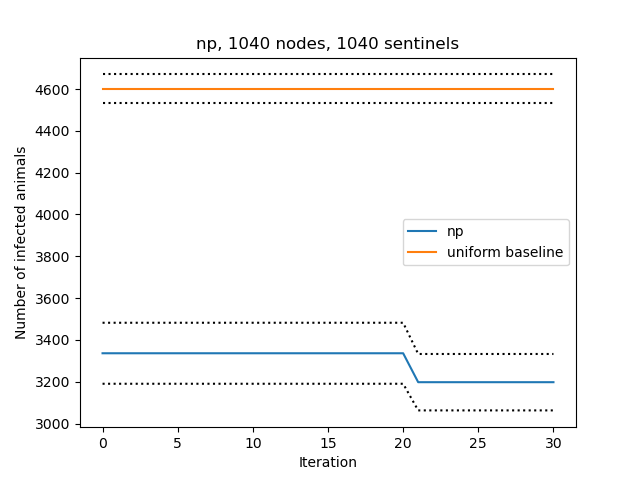 np, 1040 nodes, 1040 sentinels
Number of infected animals
4600
4400
4200
4000
3800
3600
3400
3200
3000
np
uniform baseline
0 5 10 15 20 25 30
Iteration